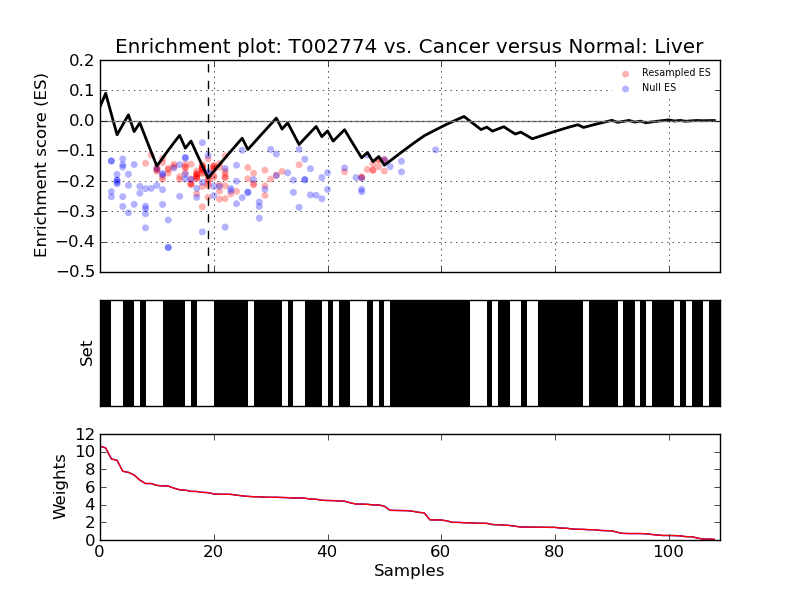 Enrichment plot: T002774 vs. Cancer versus Normal: Liver
Enrichment score (ES)
0.2
0.1
0.0
−0.1
−0.2
−0.3
−0.4
−0.5
Resampled ES
Null ES
Set
Weights
12
10
8
6
4
2
0
0 20 40 60 80 100
Samples